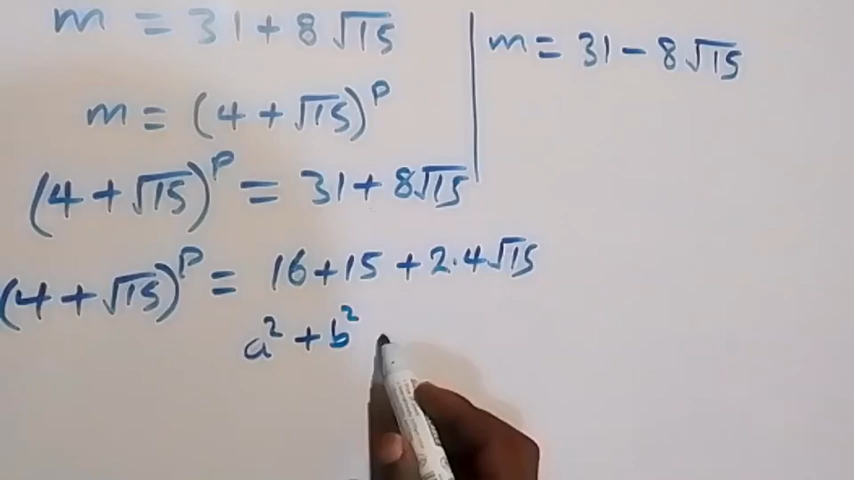 m = 31 + 8√15
m = (4 + √15)^p
(4 + √15)^p = 31 + 8√15
(4 + √15)^p = 16 + 15 + 2·4√15
a² + b²
m = 31 − 8√15